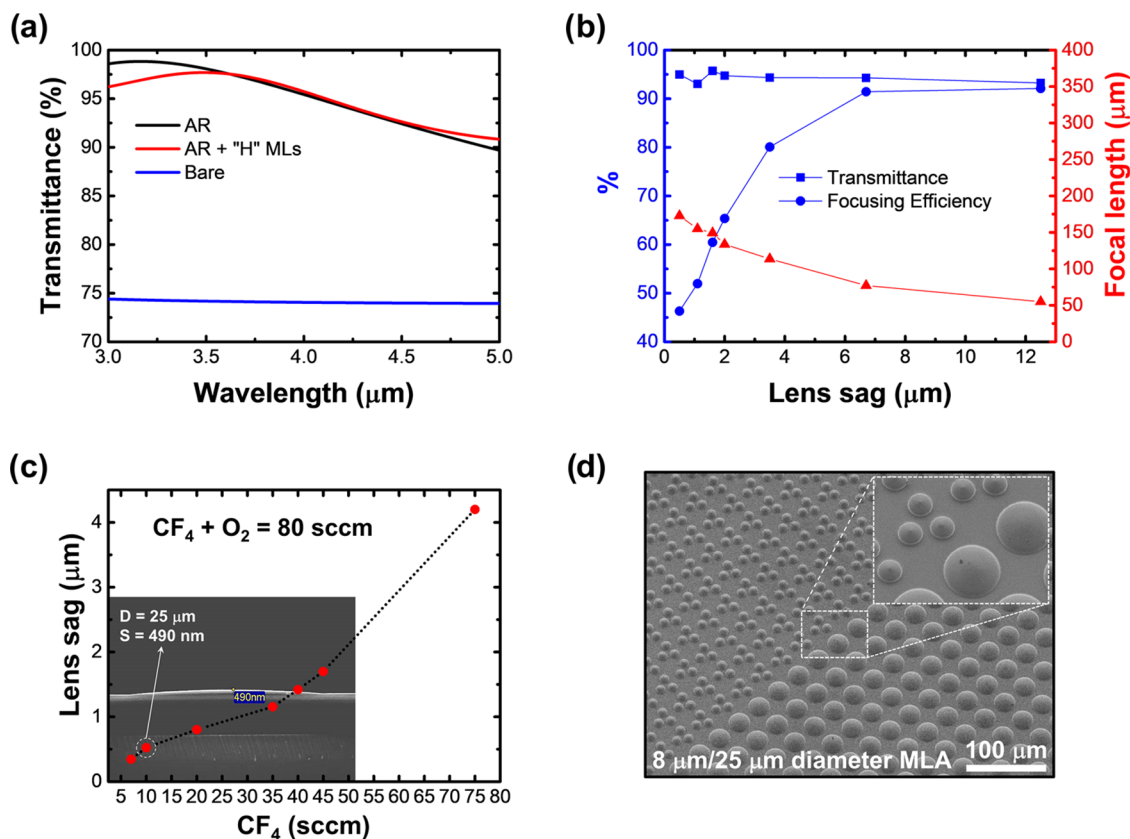 (a)
100
95
90
85
80
75
70
Transmittance (%)
AR
AR + "H" MLs
Bare
3.0 3.5 4.0 4.5 5.0
Wavelength (μm)
(b)
100
90
80
70
60
50
40
%
Transmittance
Focusing Efficiency
400
350
300
250
200
150
100
50
0
Focal length (μm)
0 2 4 6 8 10 12
Lens sag (μm)
(c)
4
3
2
1
0
Lens sag (μm)
CF₄ + O₂ = 80 sccm
D = 25 μm
S = 490 nm
490nm
5 10 15 20 25 30 35 40 45 50 55 60 65 70 75 80
CF₄ (sccm)
(d)
8 μm/25 μm diameter MLA
100 μm